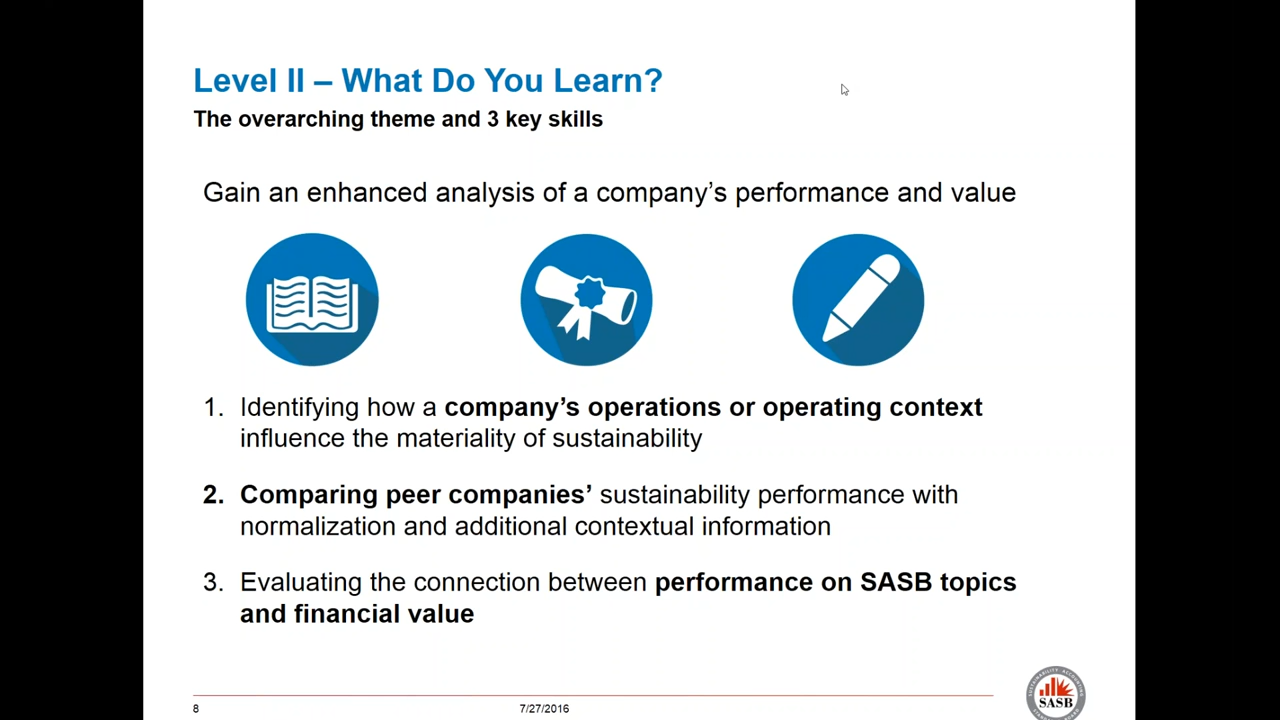 Level II – What Do You Learn?
The overarching theme and 3 key skills
Gain an enhanced analysis of a company’s performance and value
1. Identifying how a company’s operations or operating context
influence the materiality of sustainability
2. Comparing peer companies’ sustainability performance with
normalization and additional contextual information
3. Evaluating the connection between performance on SASB topics
and financial value
8
7/27/2016
SUSTAINABILITY ACCOUNTING
SASB